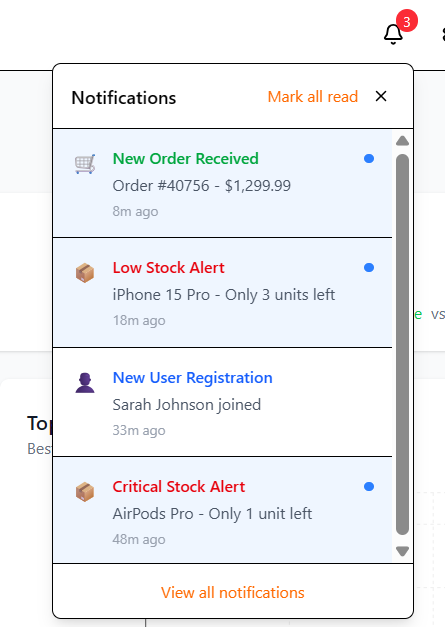 3
Notifications
Mark all read
New Order Received
Order #40756 - $1,299.99
8m ago
Low Stock Alert
iPhone 15 Pro - Only 3 units left
18m ago
e vs
New User Registration
Sarah Johnson joined
33m ago
Top
Best
Critical Stock Alert
AirPods Pro - Only 1 unit left
48m ago
View all notifications